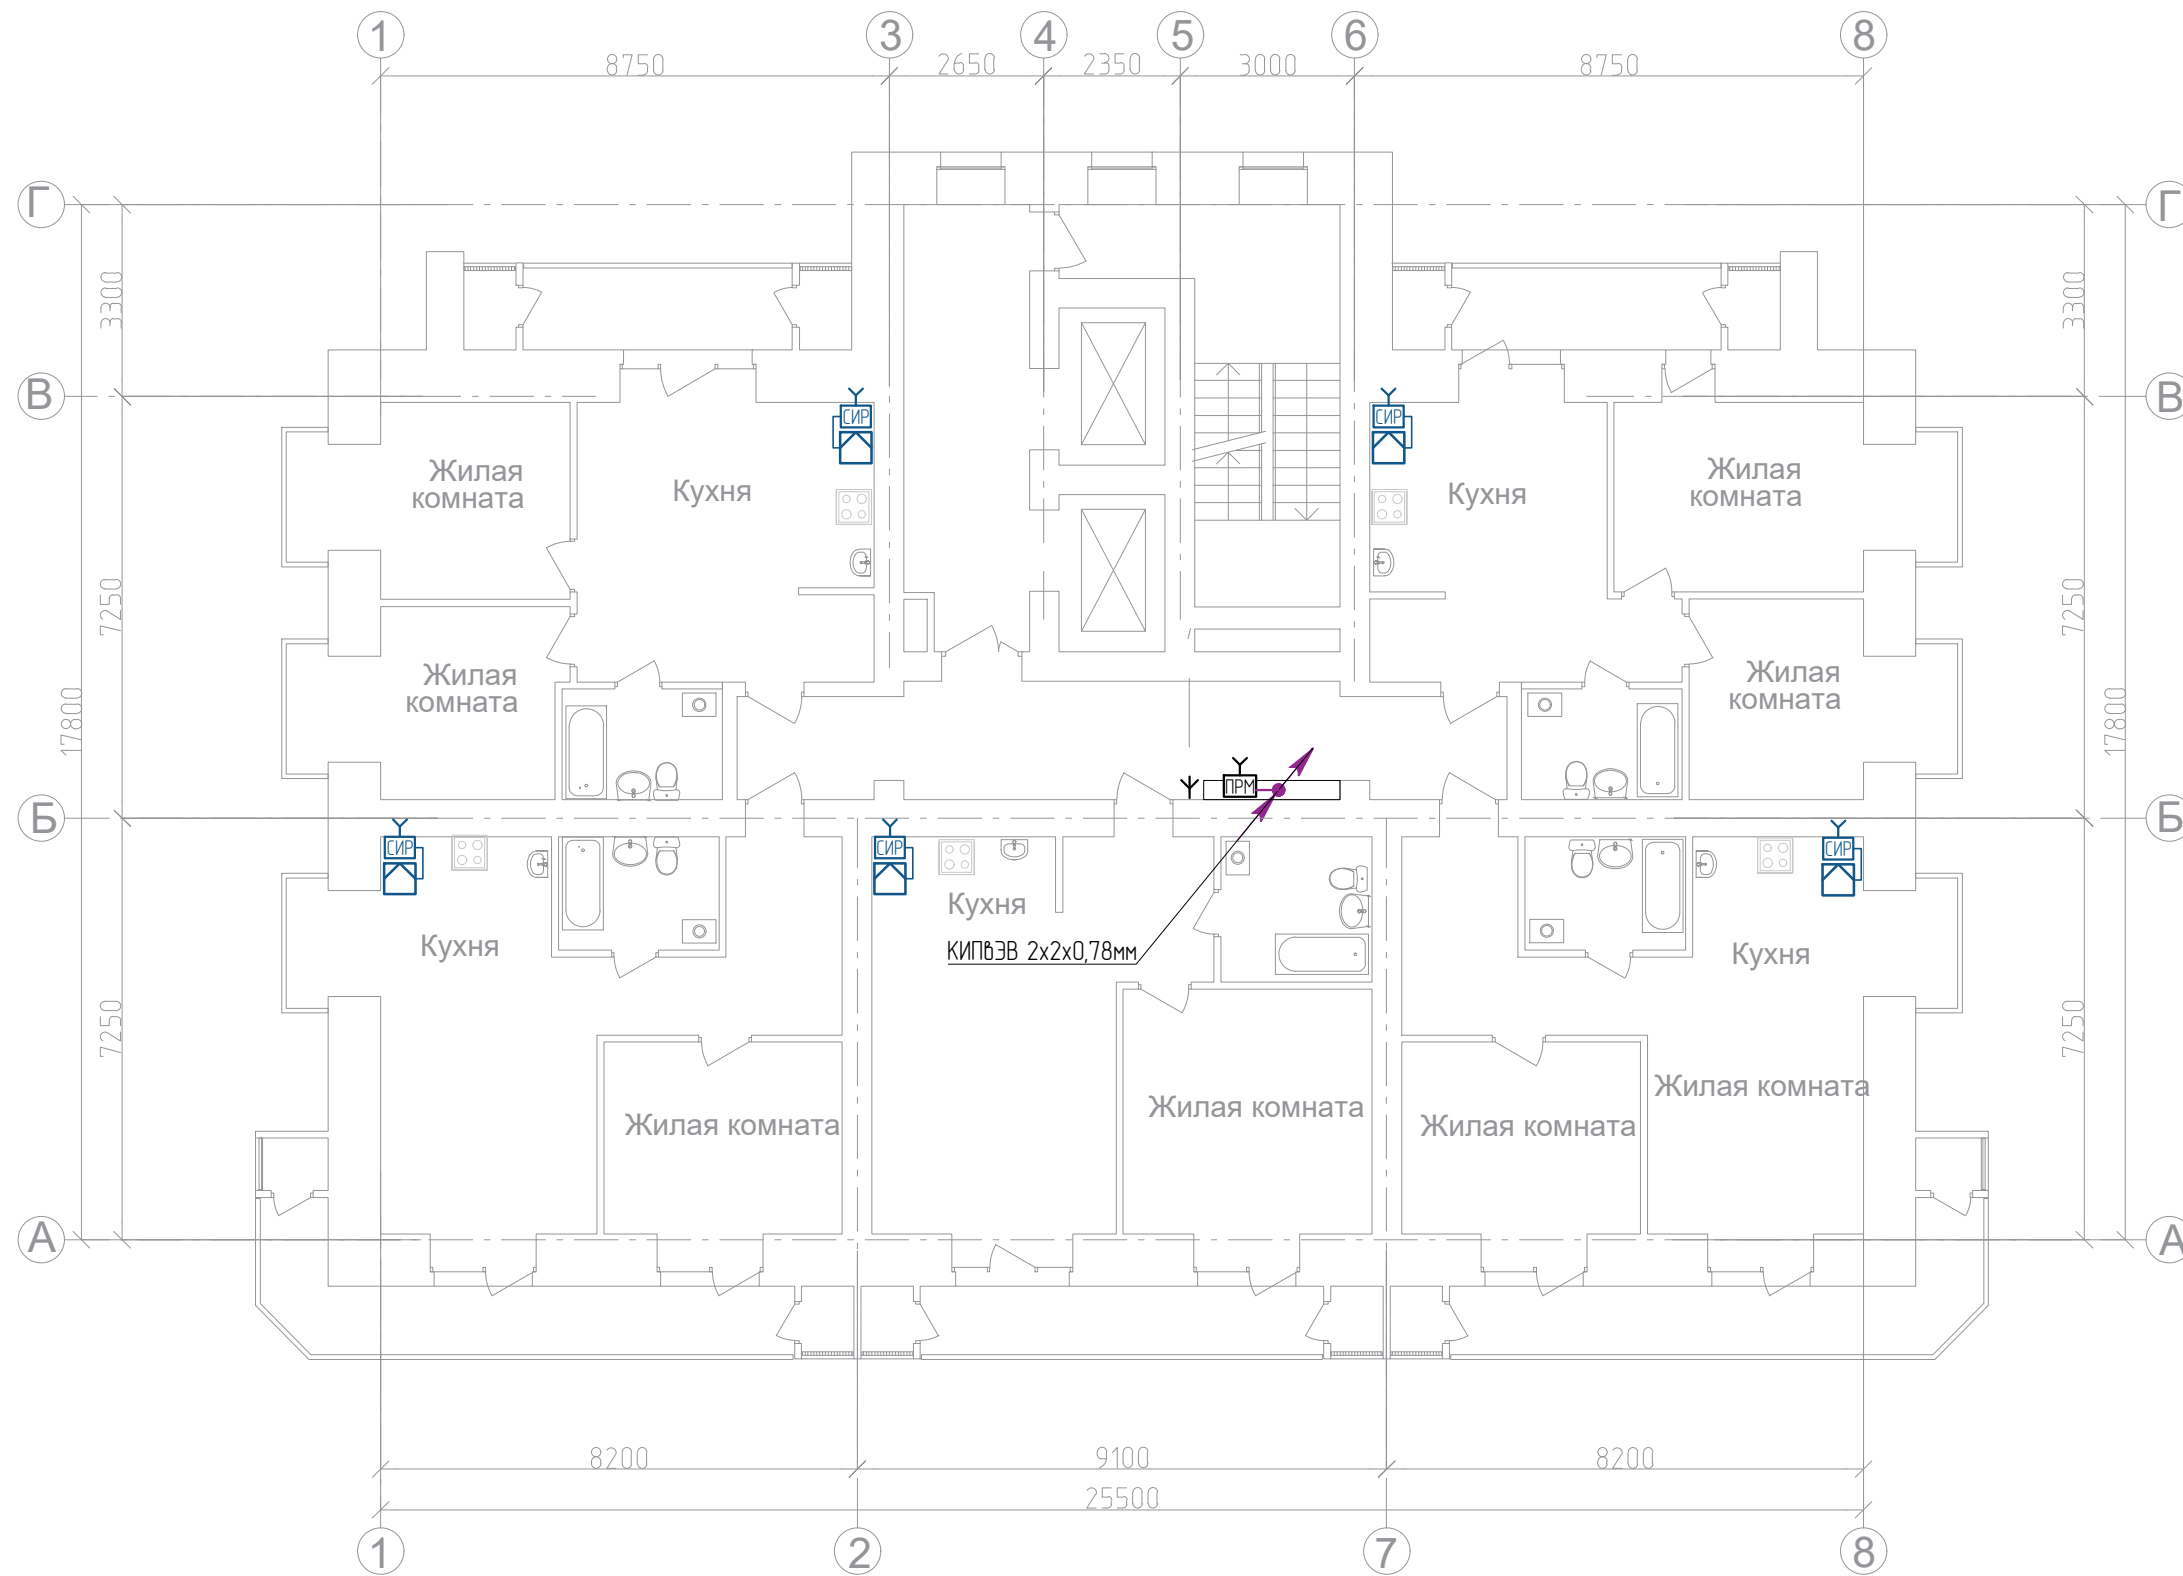 1 3 4 5 6 8
8750 2650 2350 3000 8750
Г Г
3300 3300
В В
СИР СИР
Жилая
комната
Кухня
Кухня
Жилая
комната
7250 7250
Жилая
комната
Жилая
комната
17800 17800
ПРМ
Б Б
СИР СИР СИР
Кухня
Кухня
Кухня
КИПвЭВ 2х2х0,78мм
7250 7250
Жилая комната
Жилая комната
Жилая комната
Жилая комната
А А
8200 9100 8200
25500
1 2 7 8